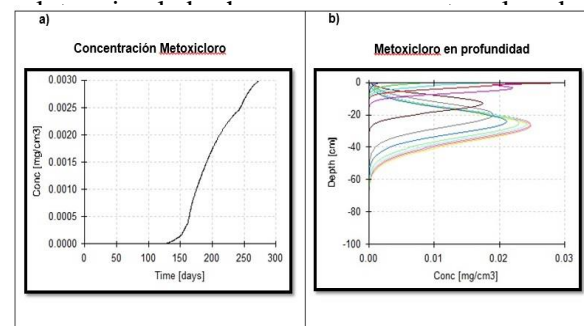 a)
Concentración Metoxicloro
Conc [mg/cm3]
0.0030
0.0025
0.0020
0.0015
0.0010
0.0005
0.0000
0 50 100 150 200 250 300
Time [days]
b)
Metoxicloro en profundidad
Depth [cm]
0
-20
-40
-60
-80
-100
0.00 0.01 0.02 0.03
Conc [mg/cm3]